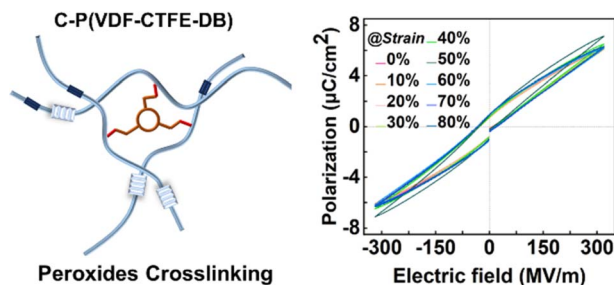 C-P(VDF-CTFE-DB)
Peroxides Crosslinking
@Strain
0%
10%
20%
30%
40%
50%
60%
70%
80%
Polarization (μC/cm²)
8
4
0
-4
-8
-300 -150 0 150 300
Electric field (MV/m)